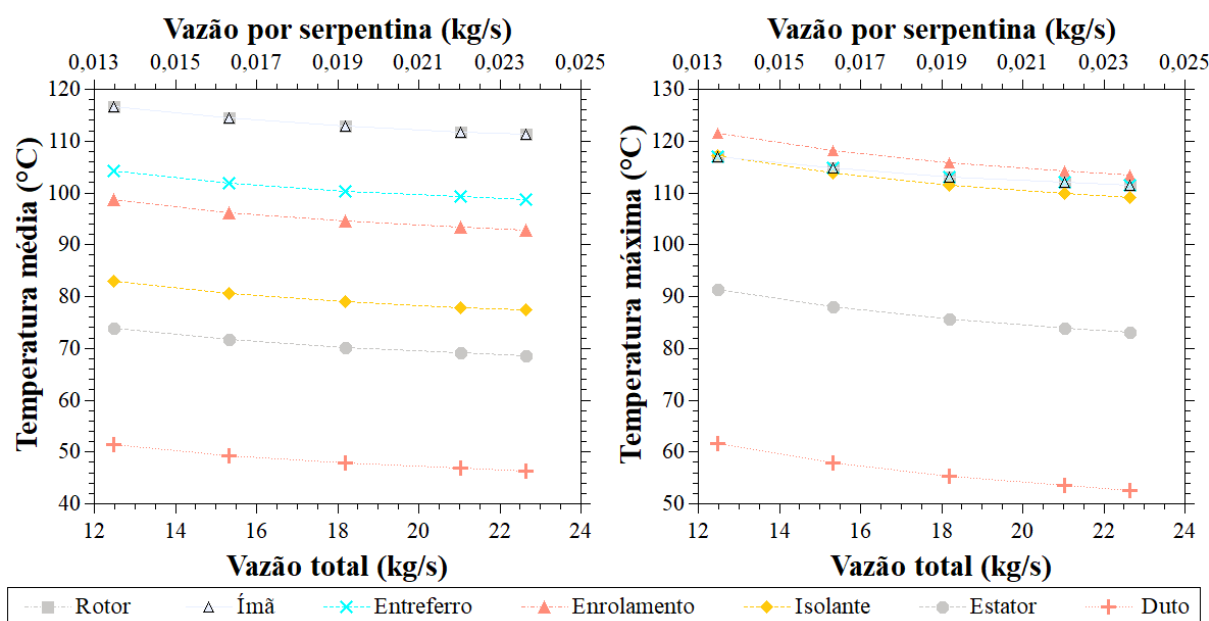 Vazão por serpentina (kg/s)
0,013 0,015 0,017 0,019 0,021 0,023 0,025
120
110
100
90
80
70
60
50
40
Temperatura média (°C)
12 14 16 18 20 22 24
Vazão total (kg/s)
Vazão por serpentina (kg/s)
0,013 0,015 0,017 0,019 0,021 0,023 0,025
130
120
110
100
90
80
70
60
50
Temperatura máxima (°C)
12 14 16 18 20 22 24
Vazão total (kg/s)
Rotor Ímã Entreferro Enrolamento Isolante Estator Duto